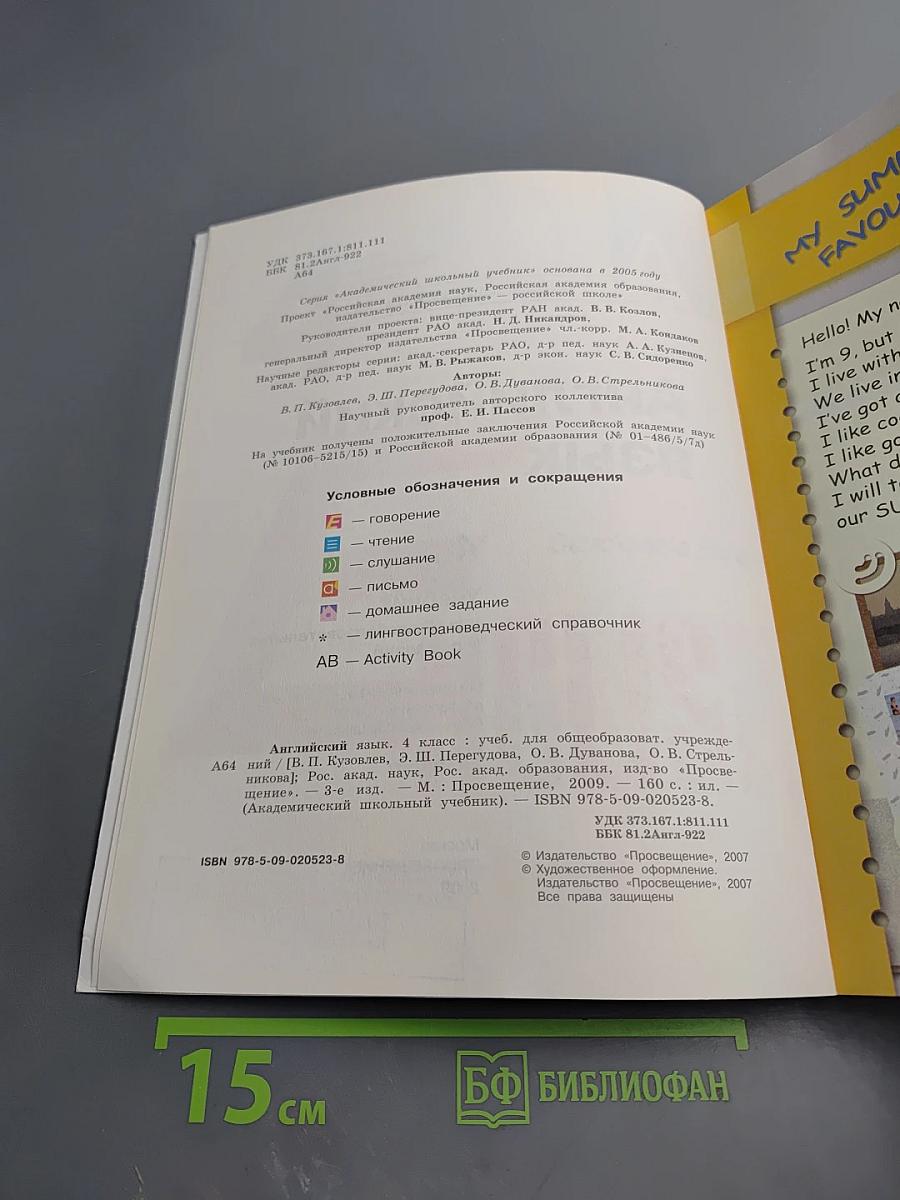 УДК 373.167.1:811.111
ББК 81.2Англ-922
А64
Серия «Академический школьный учебник» основана в 2005 году
Проект «Российская академия наук, Российская академия образования,
издательство «Просвещение» — российской школе»
Руководители проекта: вице-президент РАН акад. В. В. Козлов,
президент РАО акад. Н. Д. Никандров,
генеральный директор издательства «Просвещение» чл.-корр. М. А. Кондаков
Научные редакторы серии: акад.-секретарь РАО, д-р пед. наук А. А. Кузнецов,
акад. РАО, д-р пед. наук М. В. Рыжаков, д-р экон. наук С. В. Сидоренко
Авторы:
В. П. Кузовлев, Э. Ш. Перегудова, О. В. Дуванова, О. В. Стрельникова
Научный руководитель авторского коллектива
проф. Е. И. Пассов
На учебник получены положительные заключения Российской академии наук
(№ 10106–5215/15) и Российской академии образования (№ 01–486/5/7д)
Условные обозначения и сокращения
— говорение
— чтение
— слушание
— письмо
— домашнее задание
* — лингвострановедческий справочник
AB — Activity Book
Английский язык. 4 класс : учеб. для общеобразоват. учрежде-
А64 ний / [В. П. Кузовлев, Э. Ш. Перегудова, О. В. Дуванова, О. В. Стрель-
никова]; Рос. акад. наук, Рос. акад. образования, изд-во «Просве-
щение». — 3-е изд. — М. : Просвещение, 2009. — 160 с. : ил. —
(Академический школьный учебник). — ISBN 978-5-09-020523-8.
УДК 373.167.1:811.111
ББК 81.2Англ-922
ISBN 978-5-09-020523-8
© Издательство «Просвещение», 2007
© Художественное оформление.
Издательство «Просвещение», 2007
Все права защищены
MY
Hello! My
I'm 9, but
I live with
We live in
I've got
I like
I like
What
I will
our
15 см
БФ БИБЛИОФАН